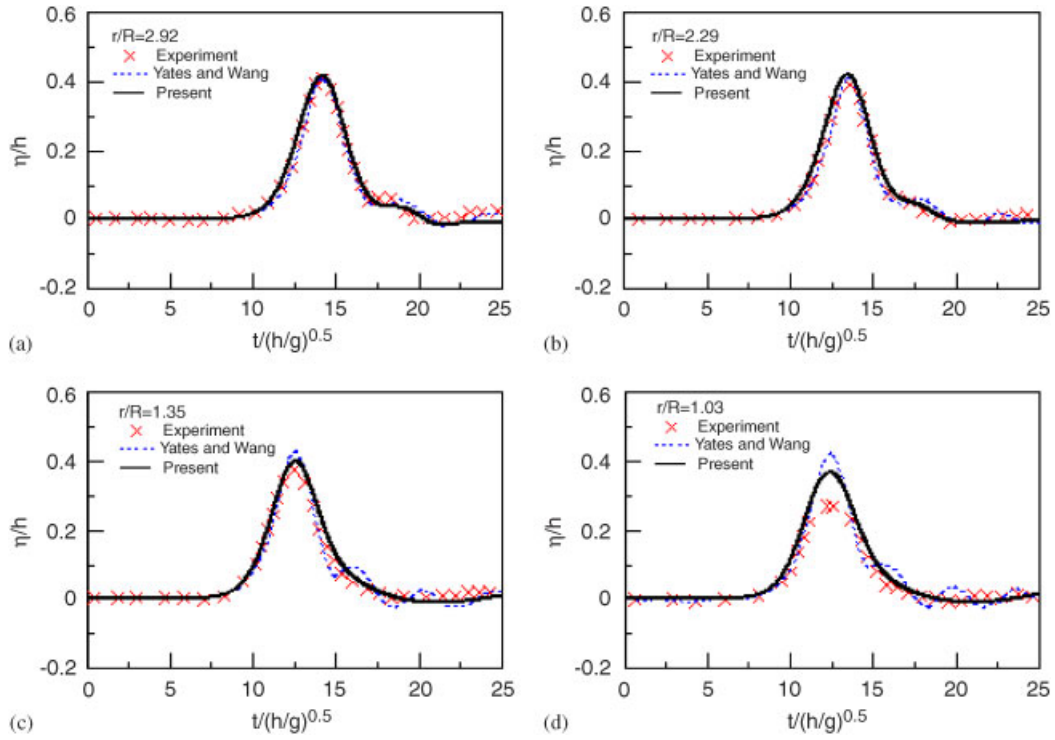 0.6
r/R=2.92
Experiment
Yates and Wang
Present
0.4
η/h
0.2
0
-0.2
0 5 10 15 20 25
(a)
t/(h/g)0.5
0.6
r/R=2.29
Experiment
Yates and Wang
Present
0.4
η/h
0.2
0
-0.2
0 5 10 15 20 25
(b)
t/(h/g)0.5
0.6
r/R=1.35
Experiment
Yates and Wang
Present
0.4
η/h
0.2
0
-0.2
0 5 10 15 20 25
(c)
t/(h/g)0.5
0.6
r/R=1.03
Experiment
Yates and Wang
Present
0.4
η/h
0.2
0
-0.2
0 5 10 15 20 25
(d)
t/(h/g)0.5